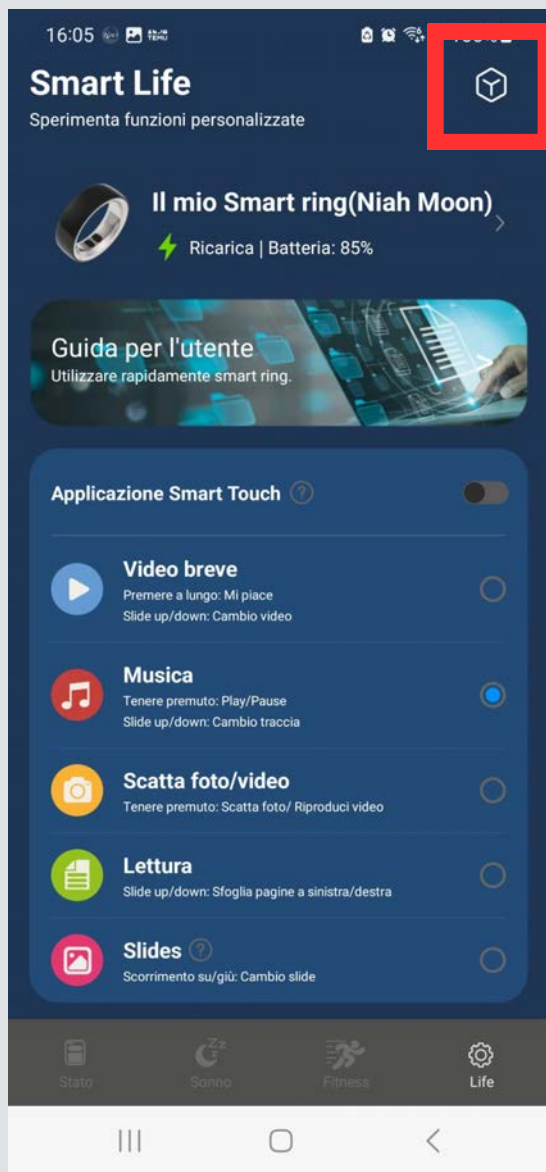 16:05
Smart Life
Sperimenta funzioni personalizzate
Il mio Smart ring(Niah Moon)
Ricarica | Batteria: 85%
Guida per l'utente
Utilizzare rapidamente smart ring.
Applicazione Smart Touch ?
Video breve
Premere a lungo: Mi piace
Slide up/down: Cambio video
Musica
Tenere premuto: Play/Pause
Slide up/down: Cambio traccia
Scatta foto/video
Tenere premuto: Scatta foto/ Riproduci video
Lettura
Slide up/down: Sfoglia pagine a sinistra/destra
Slides ?
Scorrimento su/giù: Cambio slide
Stato
Sonno
Fitness
Life